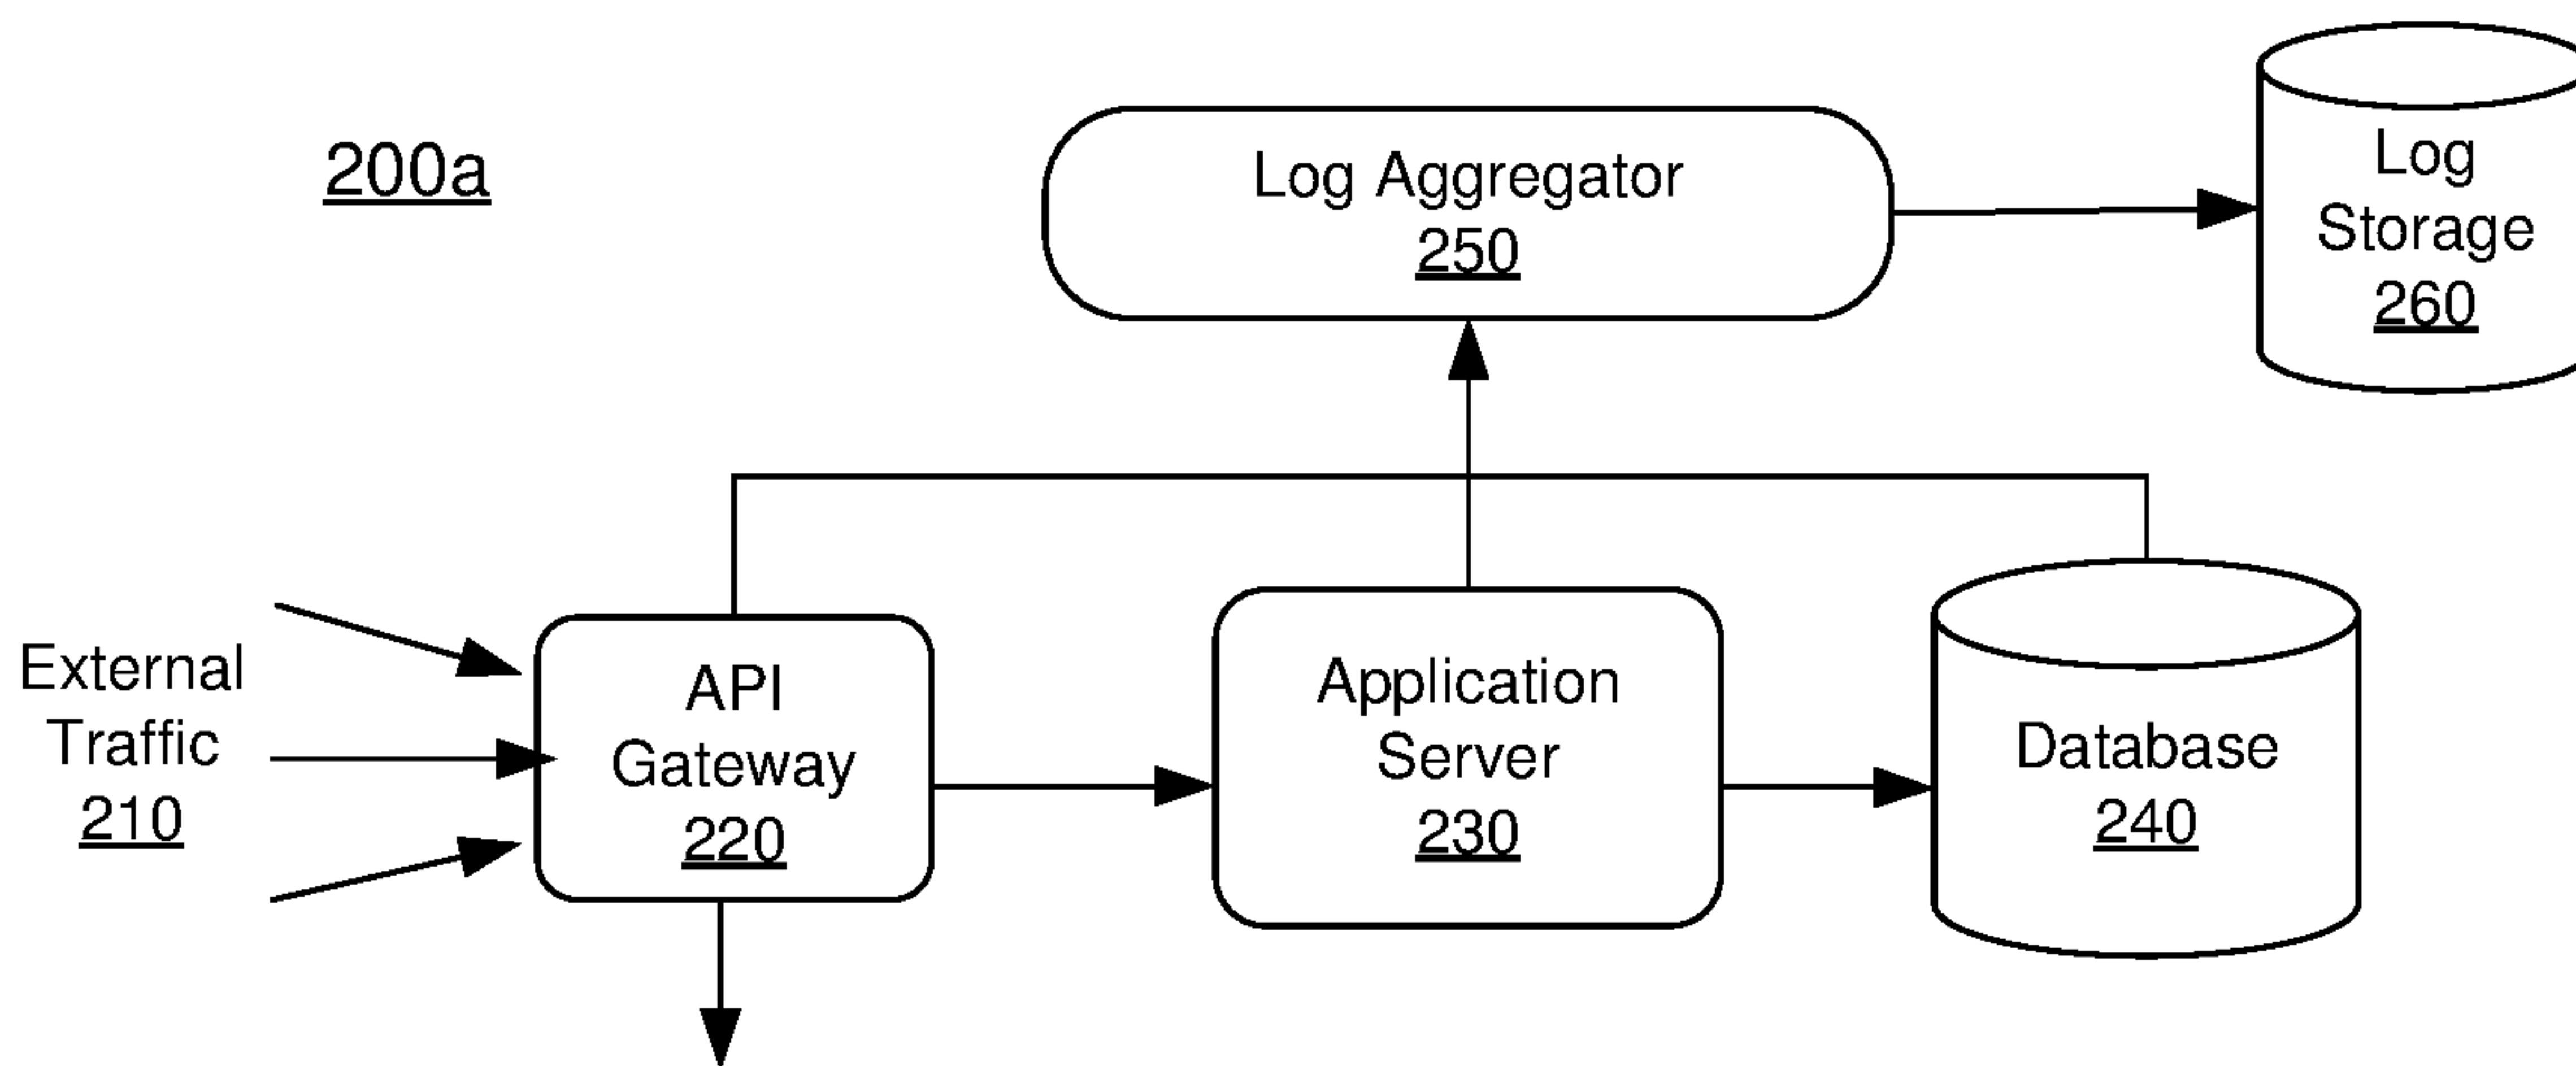 200a
Log Aggregator
250
Log
Storage
260
External
Traffic
210
API
Gateway
220
Application
Server
230
Database
240